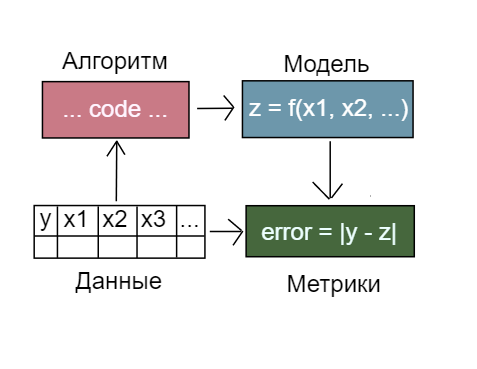 Алгоритм
Модель
... code ...
z = f(x1, x2, ...)
y x1 x2 x3 ...
error = |y - z|
Данные
Метрики